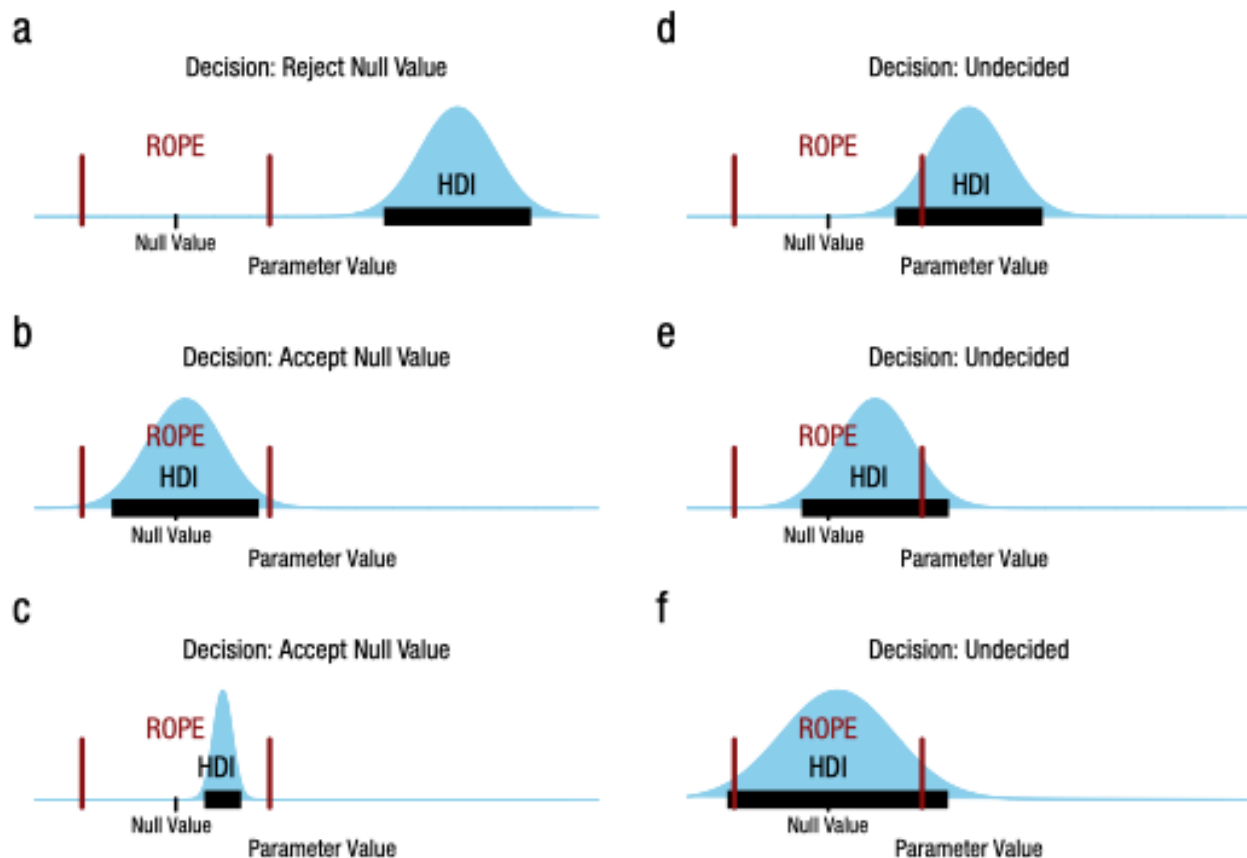 a
Decision: Reject Null Value
ROPE
HDI
Null Value
Parameter Value
b
Decision: Accept Null Value
ROPE
HDI
Null Value
Parameter Value
c
Decision: Accept Null Value
ROPE
HDI
Null Value
Parameter Value
d
Decision: Undecided
ROPE
HDI
Null Value
Parameter Value
e
Decision: Undecided
ROPE
HDI
Null Value
Parameter Value
f
Decision: Undecided
ROPE
HDI
Null Value
Parameter Value